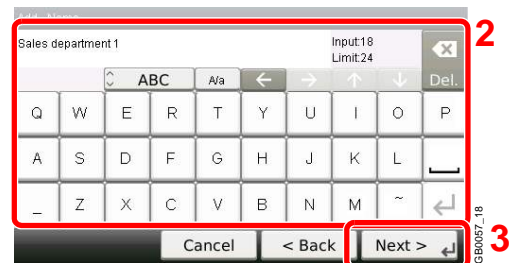 Add - Name
Sales department 1
Input:18
Limit:24
2
ABC A/a ← → ↑ ↓ Del.
Q W E R T Y U I O P
A S D F G H J K L
_ Z X C V B N M ~
Cancel < Back Next >
3
GB0057_18